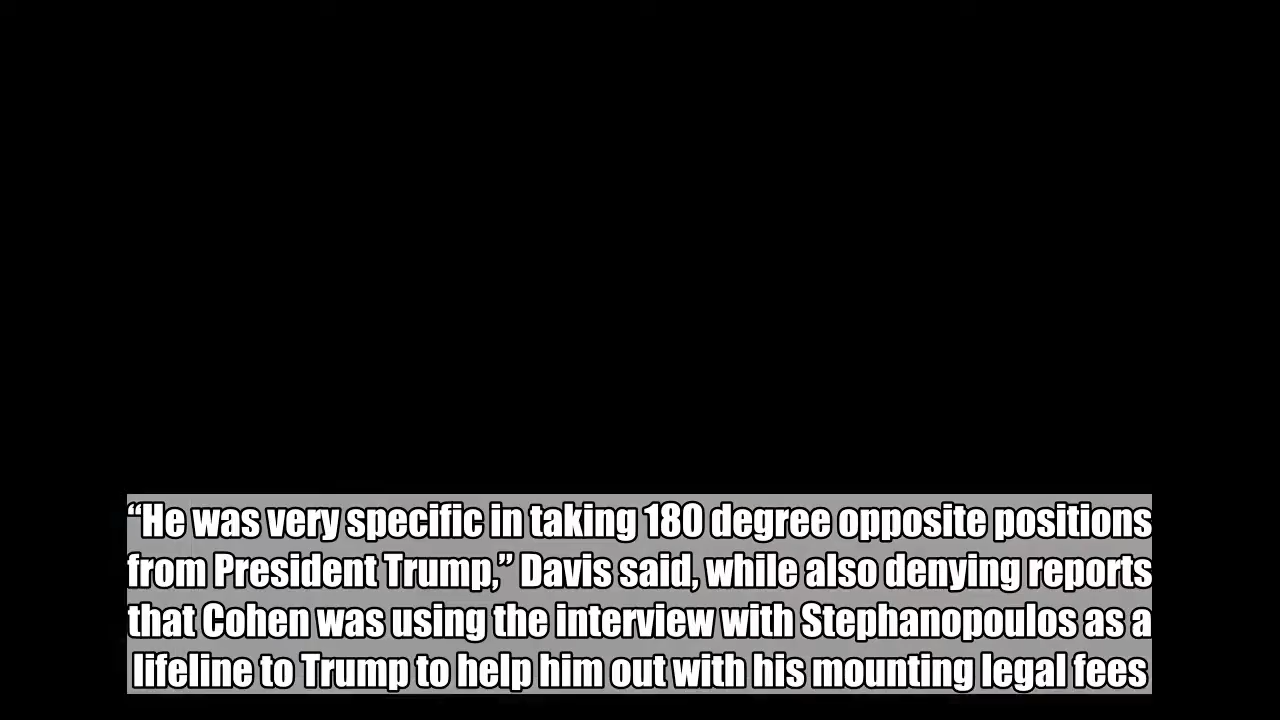 “He was very specific in taking 180 degree opposite positions
from President Trump,” Davis said, while also denying reports
that Cohen was using the interview with Stephanopoulos as a
lifeline to Trump to help him out with his mounting legal fees